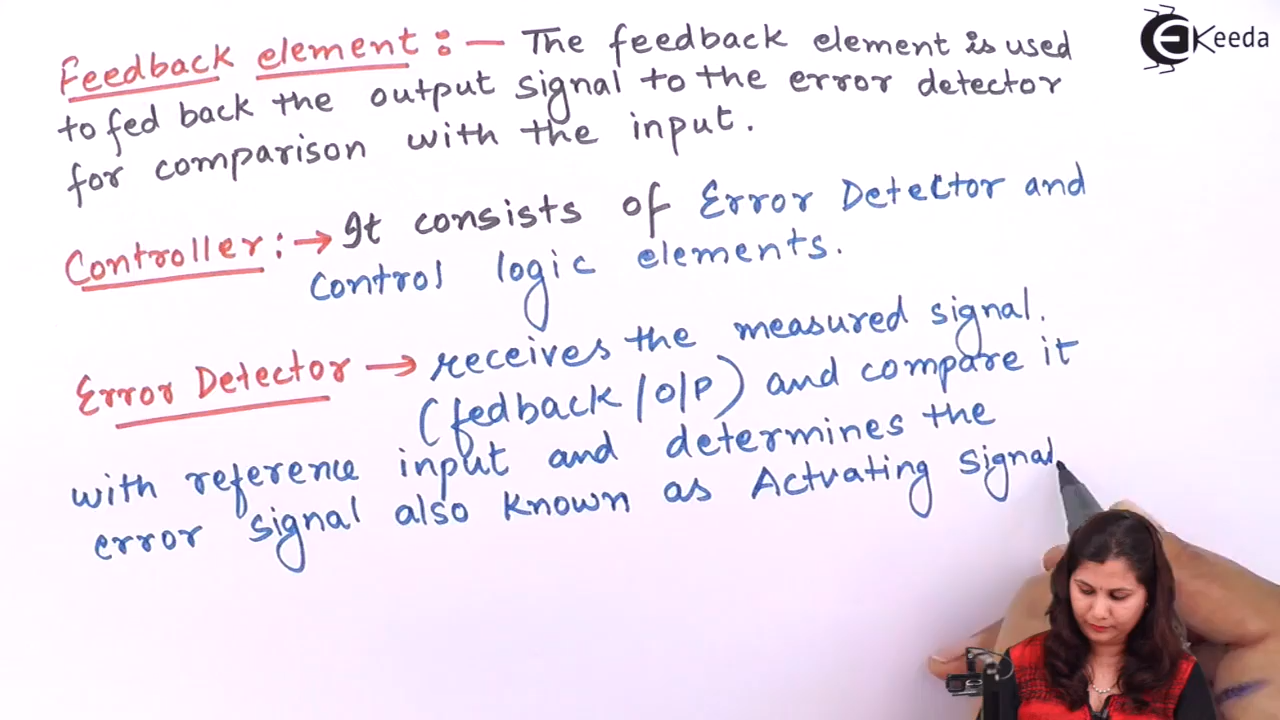 Feedback element :— The feedback element is used
to fed back the output signal to the error detector
for comparison with the input.
Controller :→ It consists of Error Detector and
control logic elements.
Error Detector → receives the measured signal.
(fedback/O/P) and compare it
with reference input and determines the
error signal also known as Actuating signal
Keeda